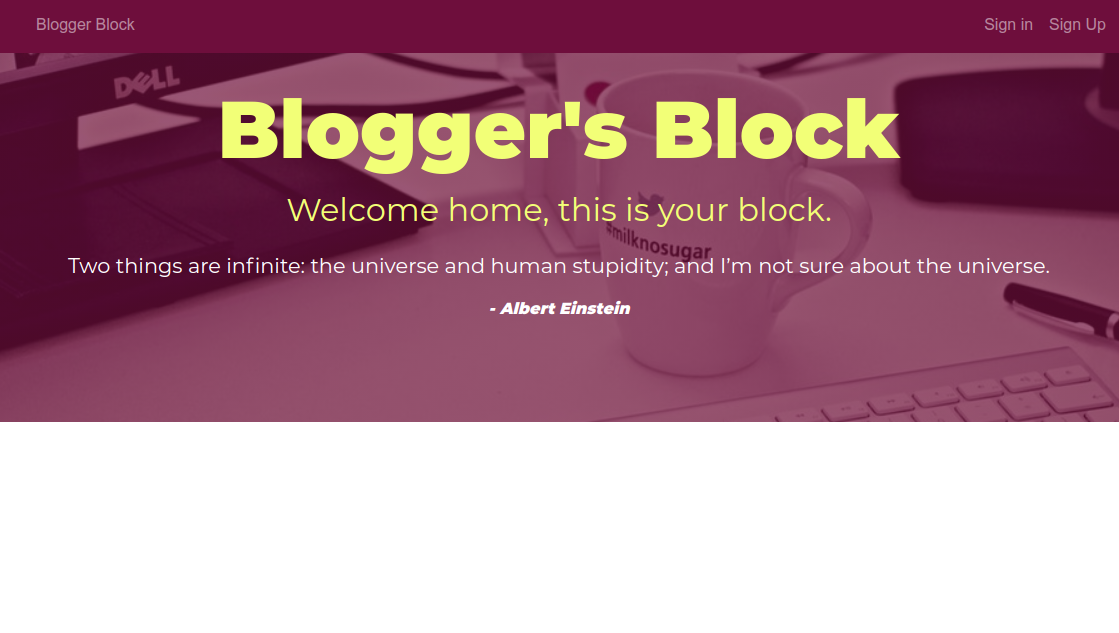 Blogger Block
Sign in
Sign Up
DELL
Blogger's Block
Welcome home, this is your block.
#milknosugar
Two things are infinite: the universe and human stupidity; and I’m not sure about the universe.
- Albert Einstein